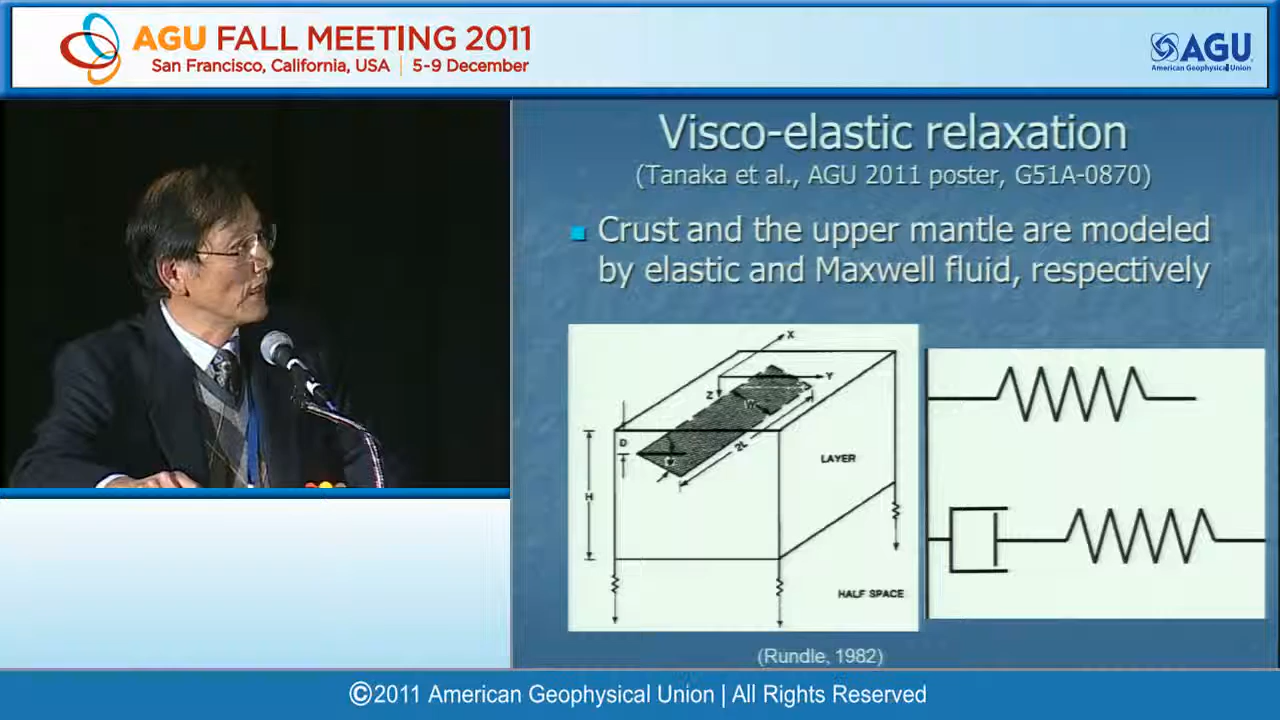 AGU FALL MEETING 2011
San Francisco, California, USA | 5-9 December
AGU
American Geophysical Union
Visco-elastic relaxation
(Tanaka et al., AGU 2011 poster, G51A-0870)
Crust and the upper mantle are modeled
by elastic and Maxwell fluid, respectively
X
Y
Z
W
D
2L
LAYER
H
HALF SPACE
(Rundle, 1982)
©2011 American Geophysical Union | All Rights Reserved